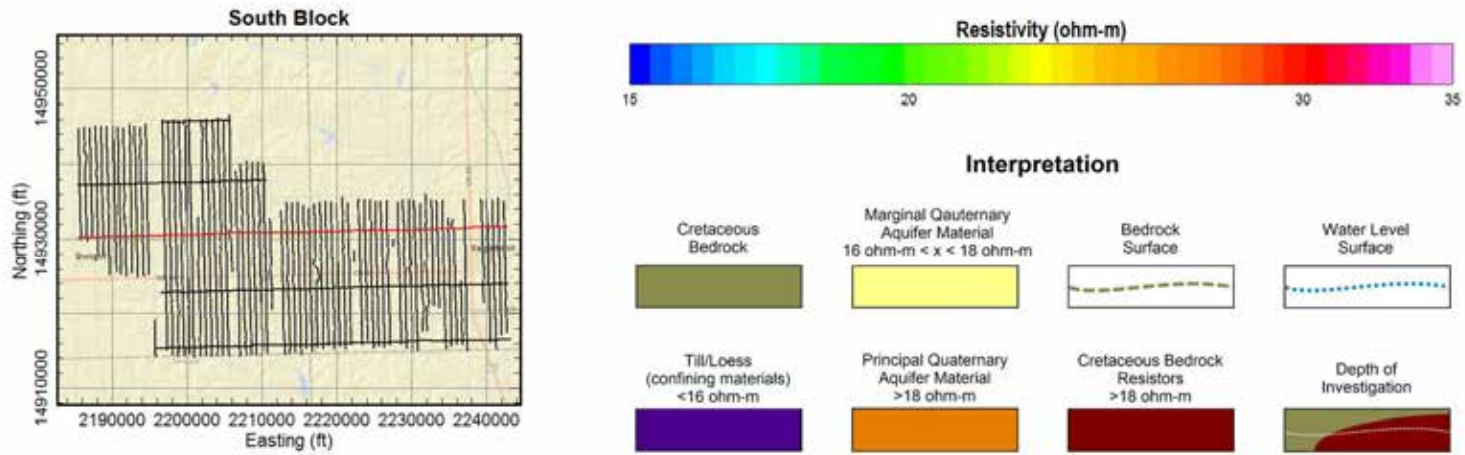 South Block
14950000
14930000
14910000
Northing (ft)
2190000 2200000 2210000 2220000 2230000 2240000
Easting (ft)
Resistivity (ohm-m)
15 20 30 35
Interpretation
Cretaceous
Bedrock
Marginal Qauternary
Aquifer Material
16 ohm-m < x < 18 ohm-m
Bedrock
Surface
Water Level
Surface
Till/Loess
(confining materials)
<16 ohm-m
Principal Quaternary
Aquifer Material
>18 ohm-m
Cretaceous Bedrock
Resistors
>18 ohm-m
Depth of
Investigation